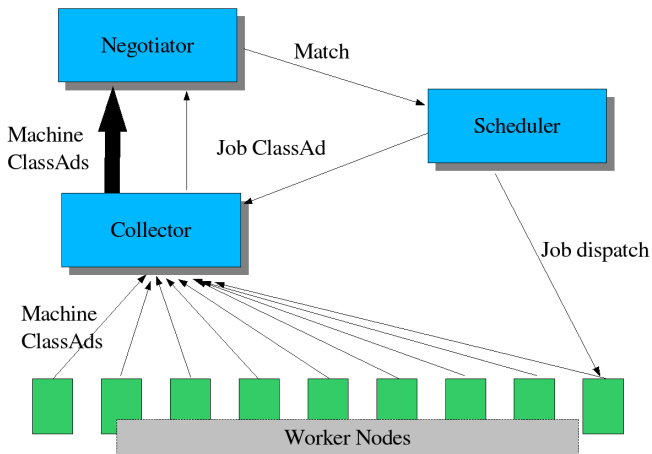 Negotiator
Match
Scheduler
Machine
ClassAds
Job ClassAd
Collector
Job dispatch
Machine
ClassAds
Worker Nodes